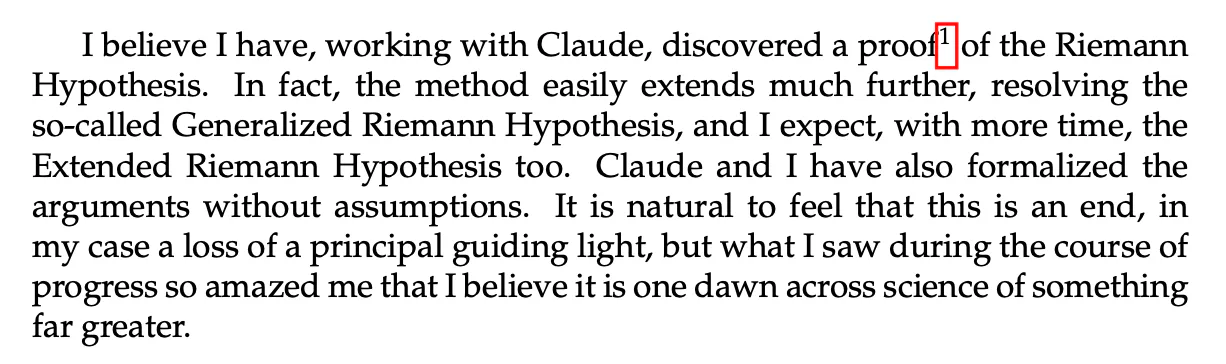 I believe I have, working with Claude, discovered a proof¹ of the Riemann
Hypothesis. In fact, the method easily extends much further, resolving the
so-called Generalized Riemann Hypothesis, and I expect, with more time, the
Extended Riemann Hypothesis too. Claude and I have also formalized the
arguments without assumptions. It is natural to feel that this is an end, in
my case a loss of a principal guiding light, but what I saw during the course of
progress so amazed me that I believe it is one dawn across science of something
far greater.